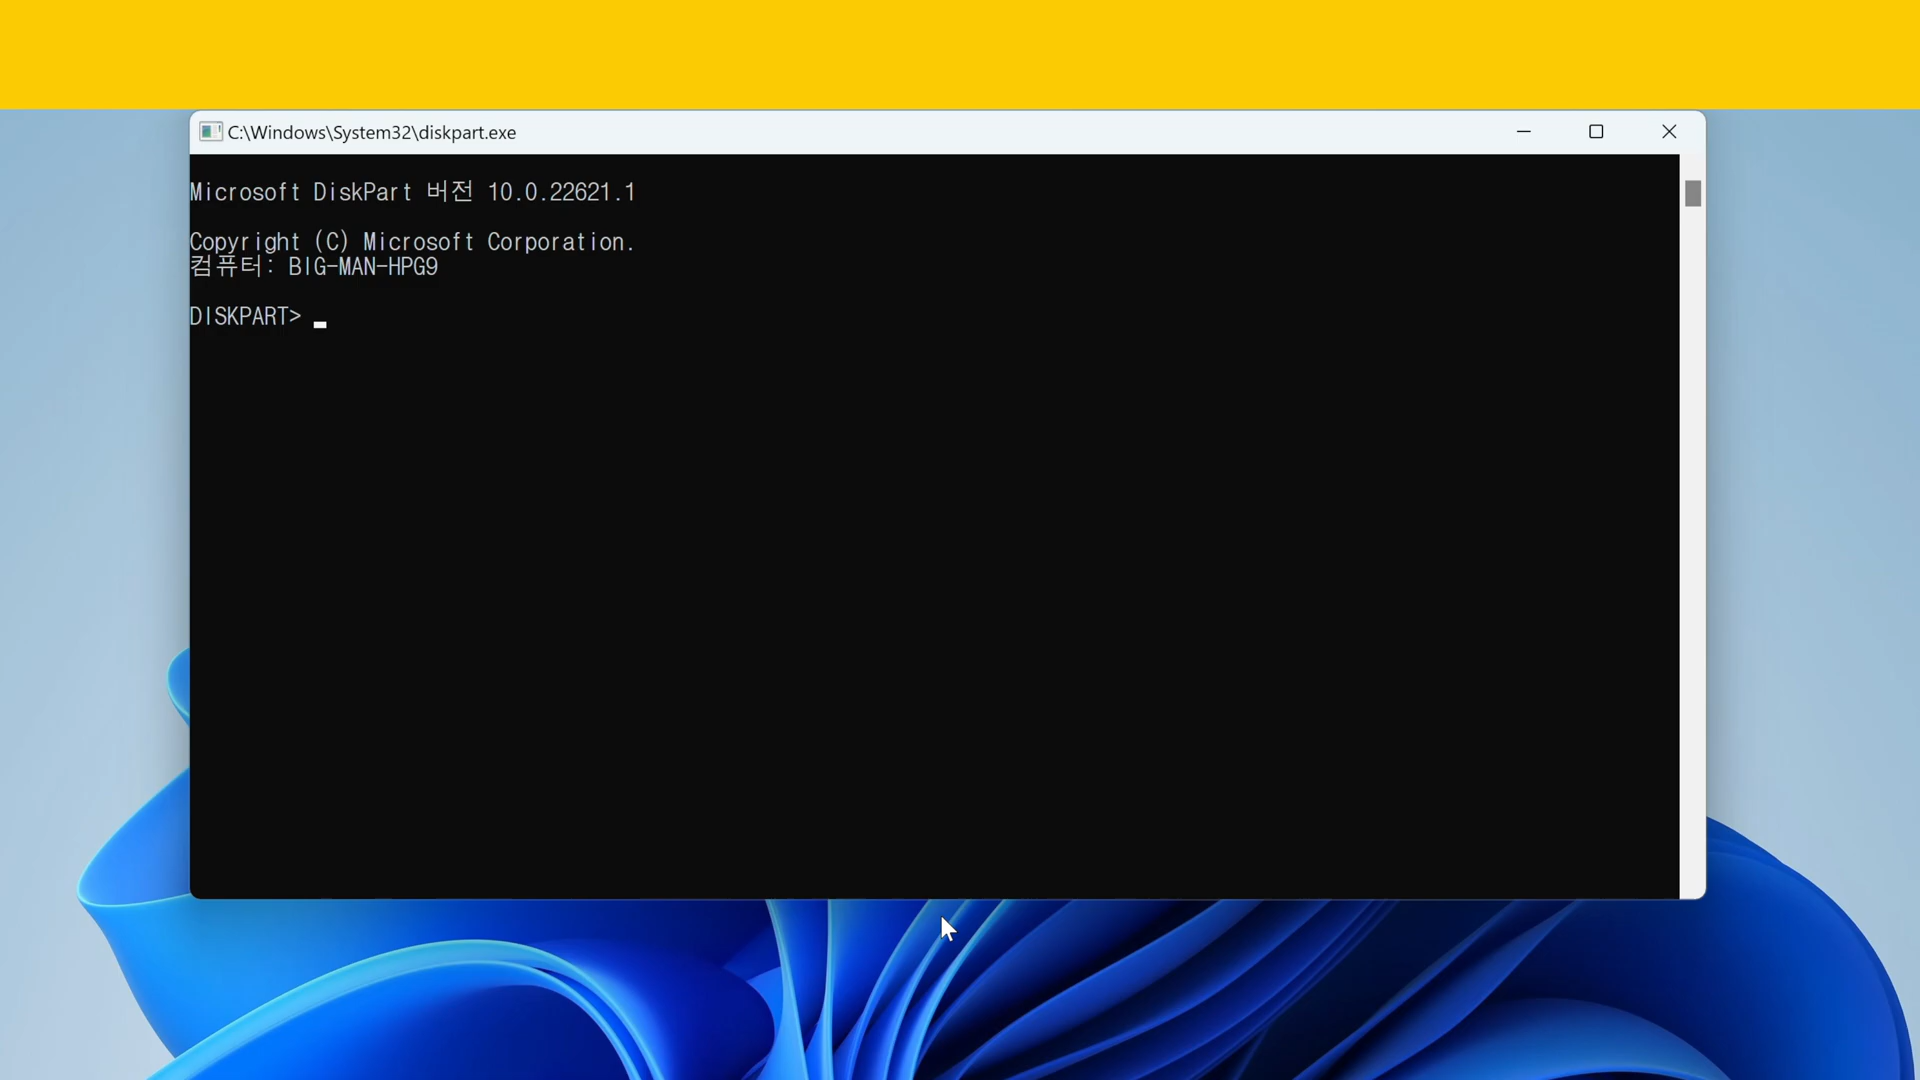 C:\Windows\System32\diskpart.exe
Microsoft DiskPart 버전 10.0.22621.1
Copyright (C) Microsoft Corporation.
컴퓨터: BIG-MAN-HPG9
DISKPART>